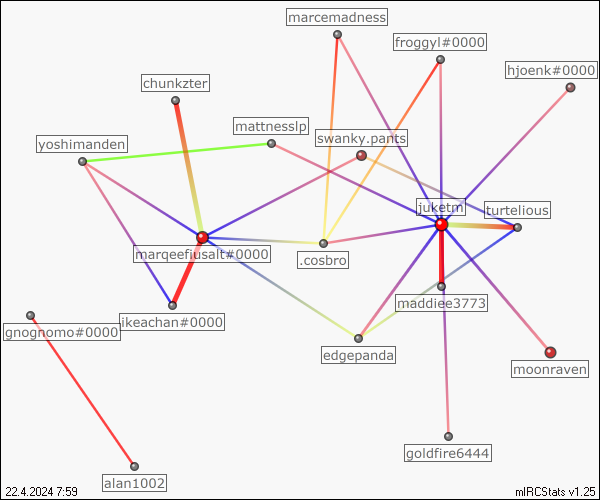 marcemadness
froggyl#0000
hjoenk#0000
chunkzter
mattnesslp
swanky.pants
yoshimanden
juketm
turtelious
marqeefiusalt#0000
.cosbro
maddiee3773
ikeachan#0000
gnognomo#0000
edgepanda
moonraven
goldfire6444
alan1002
22.4.2024 7:59
mIRCStats v1.25